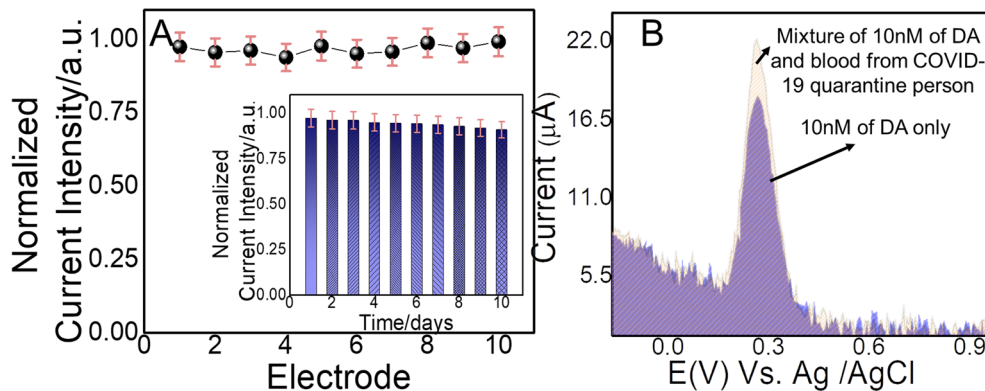 A
Normalized
Current Intensity/a.u.
1.00
0.75
0.50
0.25
0.00
0 2 4 6 8 10
Electrode
Normalized
Current Intensity/a.u.
1.00
0.75
0.50
0.25
0.00
0 2 4 6 8 10
Time/days
B
Current (μA)
22.0
16.5
11.0
5.5
0.0 0.3 0.6 0.9
E(V) Vs. Ag /AgCl
Mixture of 10nM of DA
and blood from COVID-
19 quarantine person
10nM of DA only